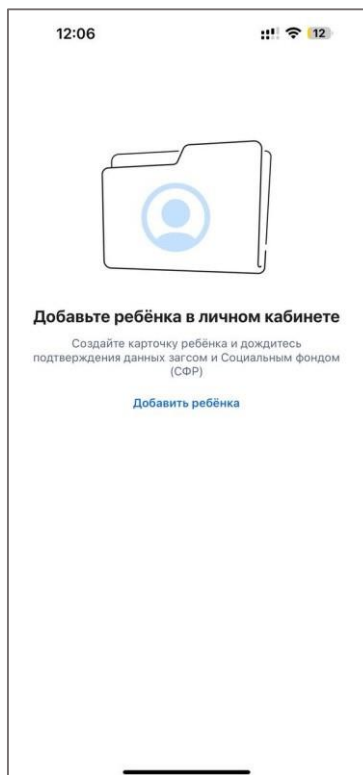 12:06
12
Добавьте ребёнка в личном кабинете
Создайте карточку ребёнка и дождитесь
подтверждения данных загсом и Социальным фондом
(СФР)
Добавить ребёнка